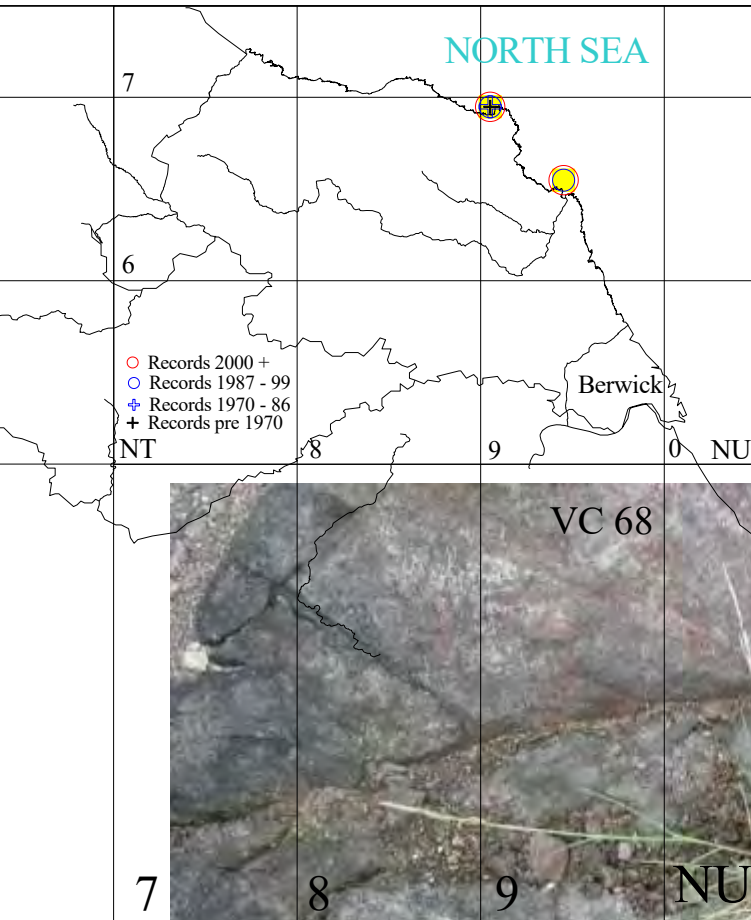 NORTH SEA
7
6
Records 2000 +
Records 1987 - 99
Records 1970 - 86
Records pre 1970
Berwick
NT
8
9
0
NU
VC 68
7
8
9
NU